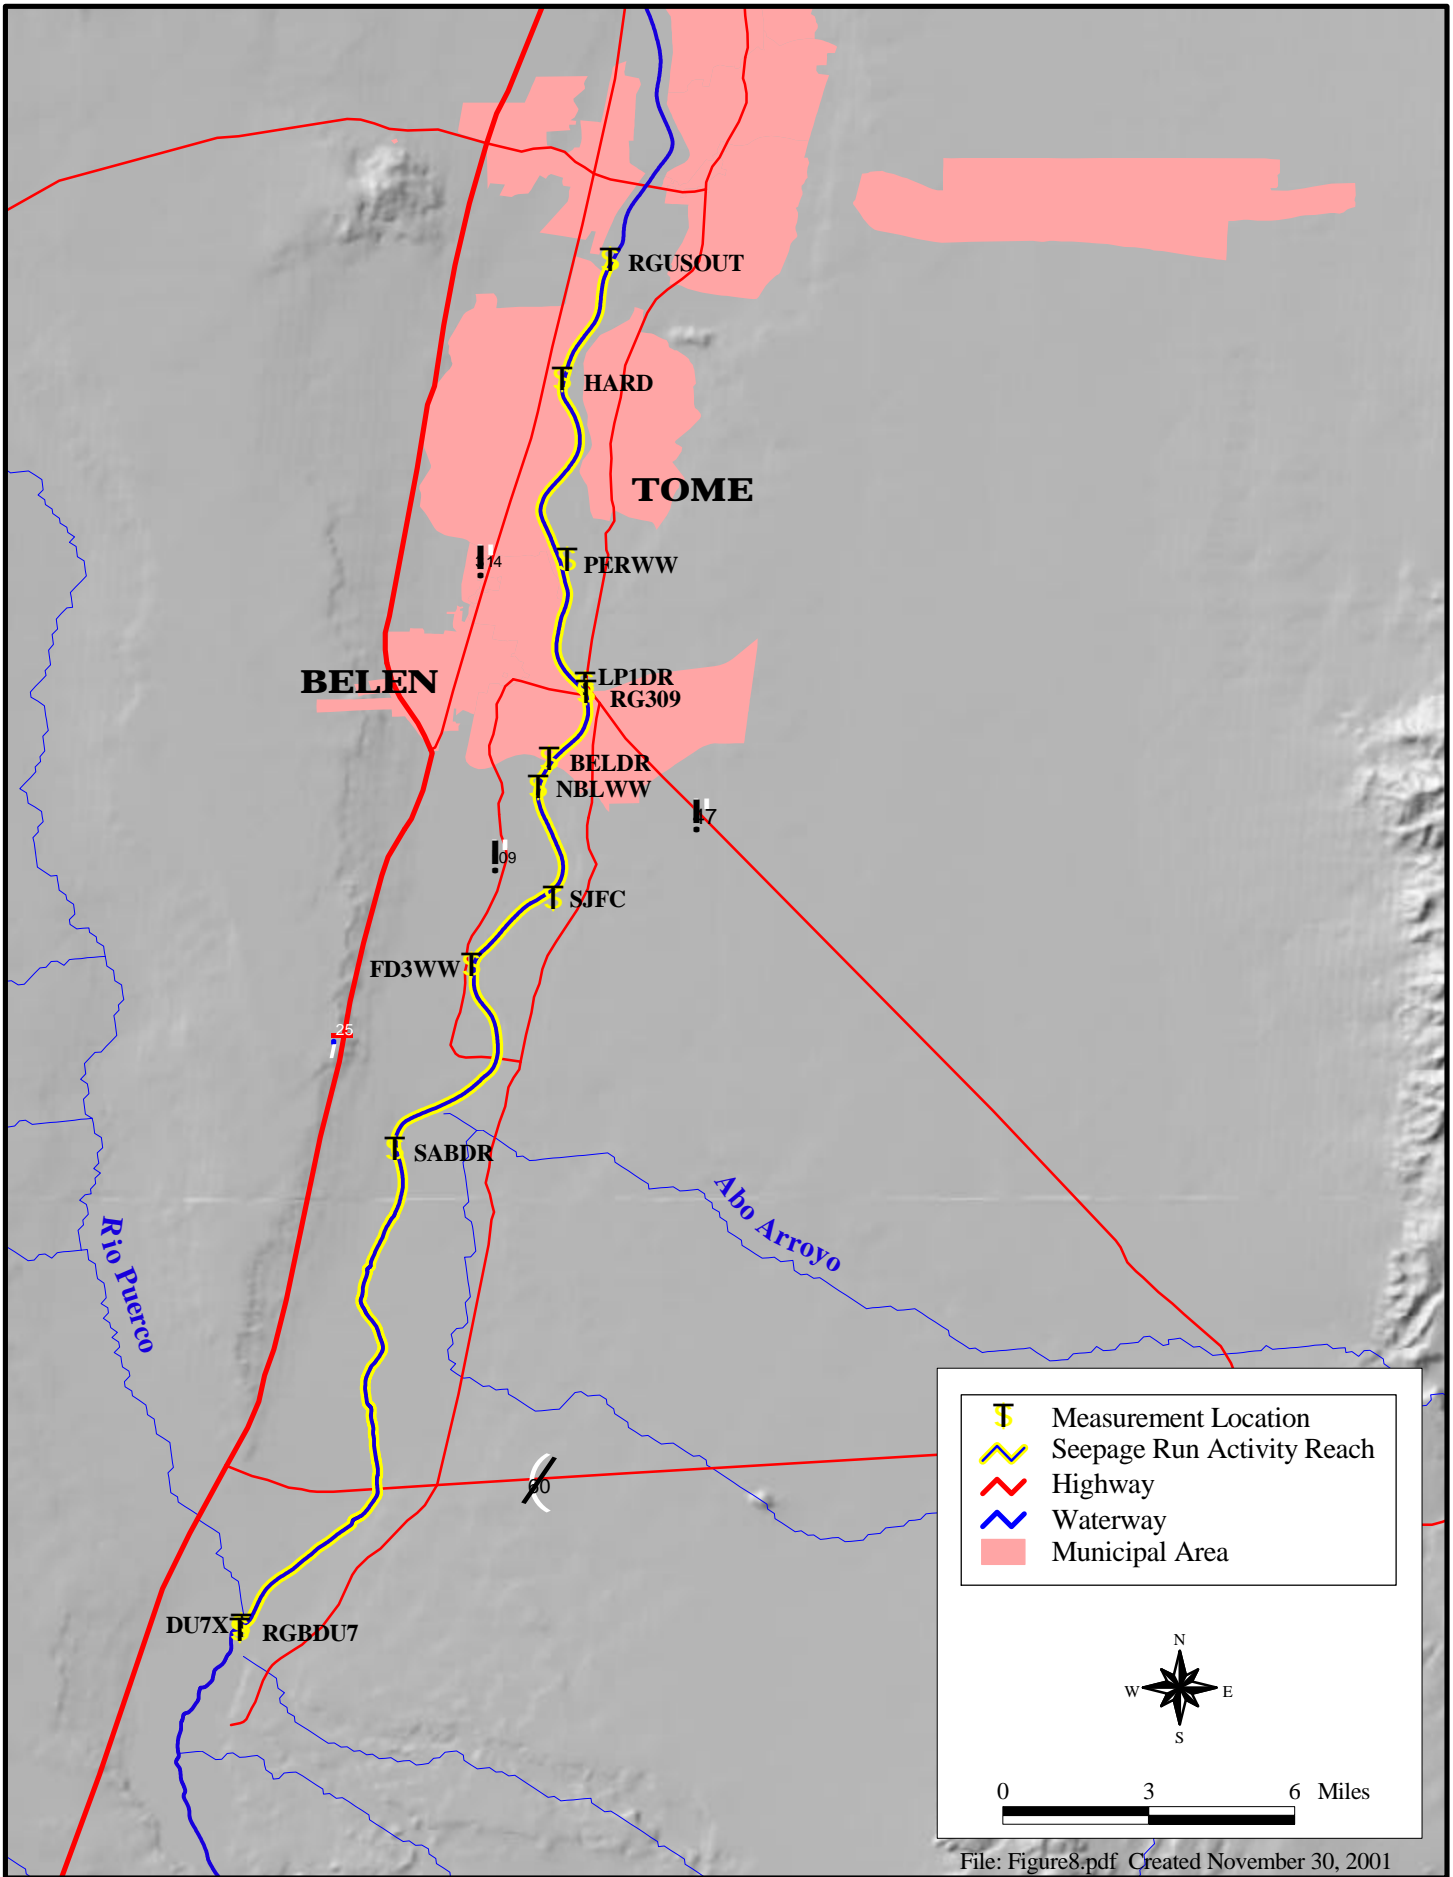 RGUSOUT
HARD
TOME
PERWW
14
LP1DR
BELEN
RG309
BELDR
NBLWW
47
09
SJFC
FD3WW
25
SABDR
Abo Arroyo
Rio Puerco
60
DU7X
RGBDU7
Measurement Location
Seepage Run Activity Reach
Highway
Waterway
Municipal Area
N
W E
S
0 3 6 Miles
File: Figure8.pdf Created November 30, 2001